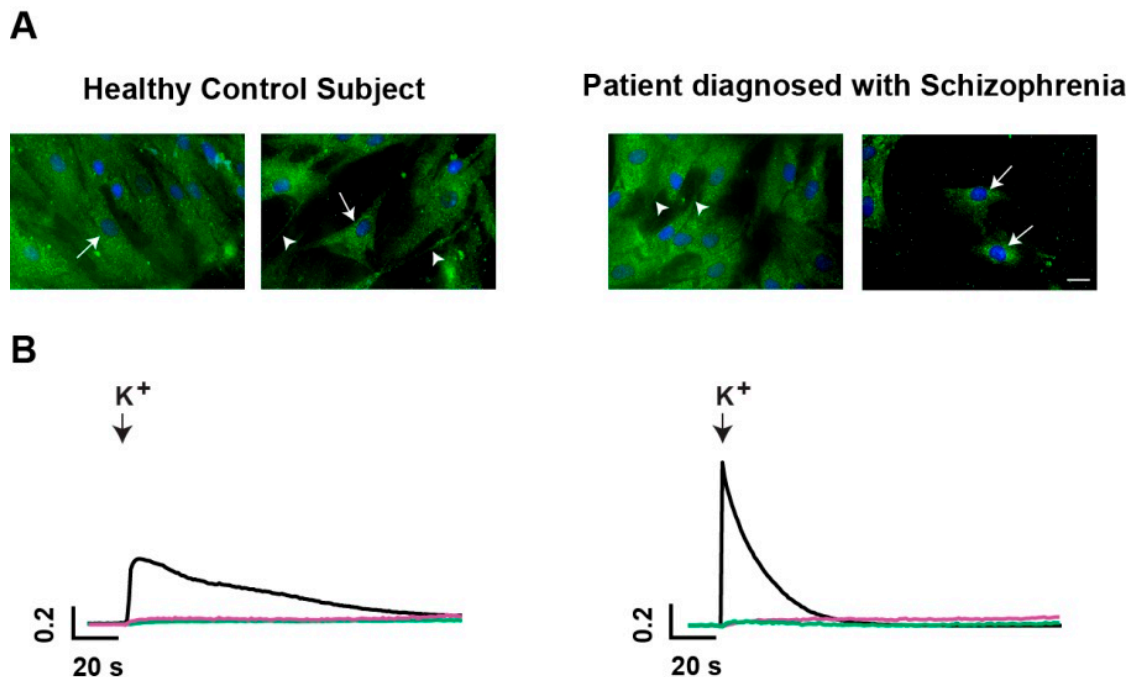 A
Healthy Control Subject
Patient diagnosed with Schizophrenia
B
K+
K+
0.2
20 s
0.2
20 s